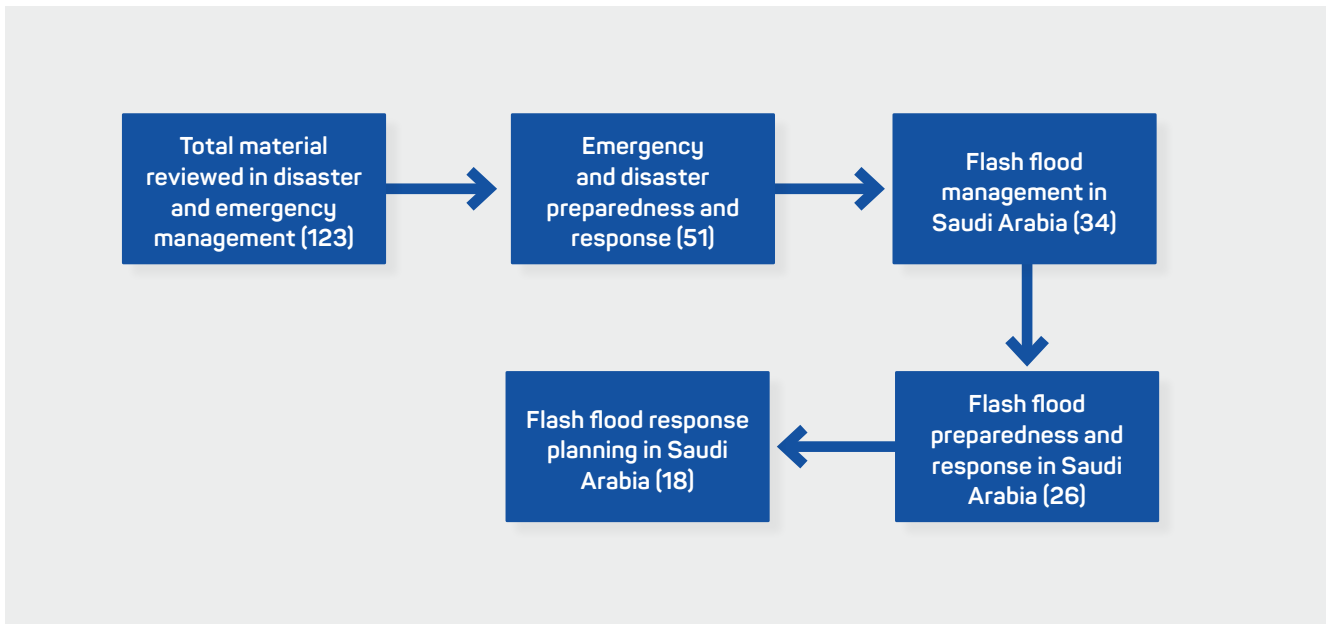 Total material
reviewed in disaster
and emergency
management (123)
Emergency
and disaster
preparedness and
response (51)
Flash flood
management in
Saudi Arabia (34)
Flash flood
preparedness and
response in Saudi
Arabia (26)
Flash flood response
planning in Saudi
Arabia (18)